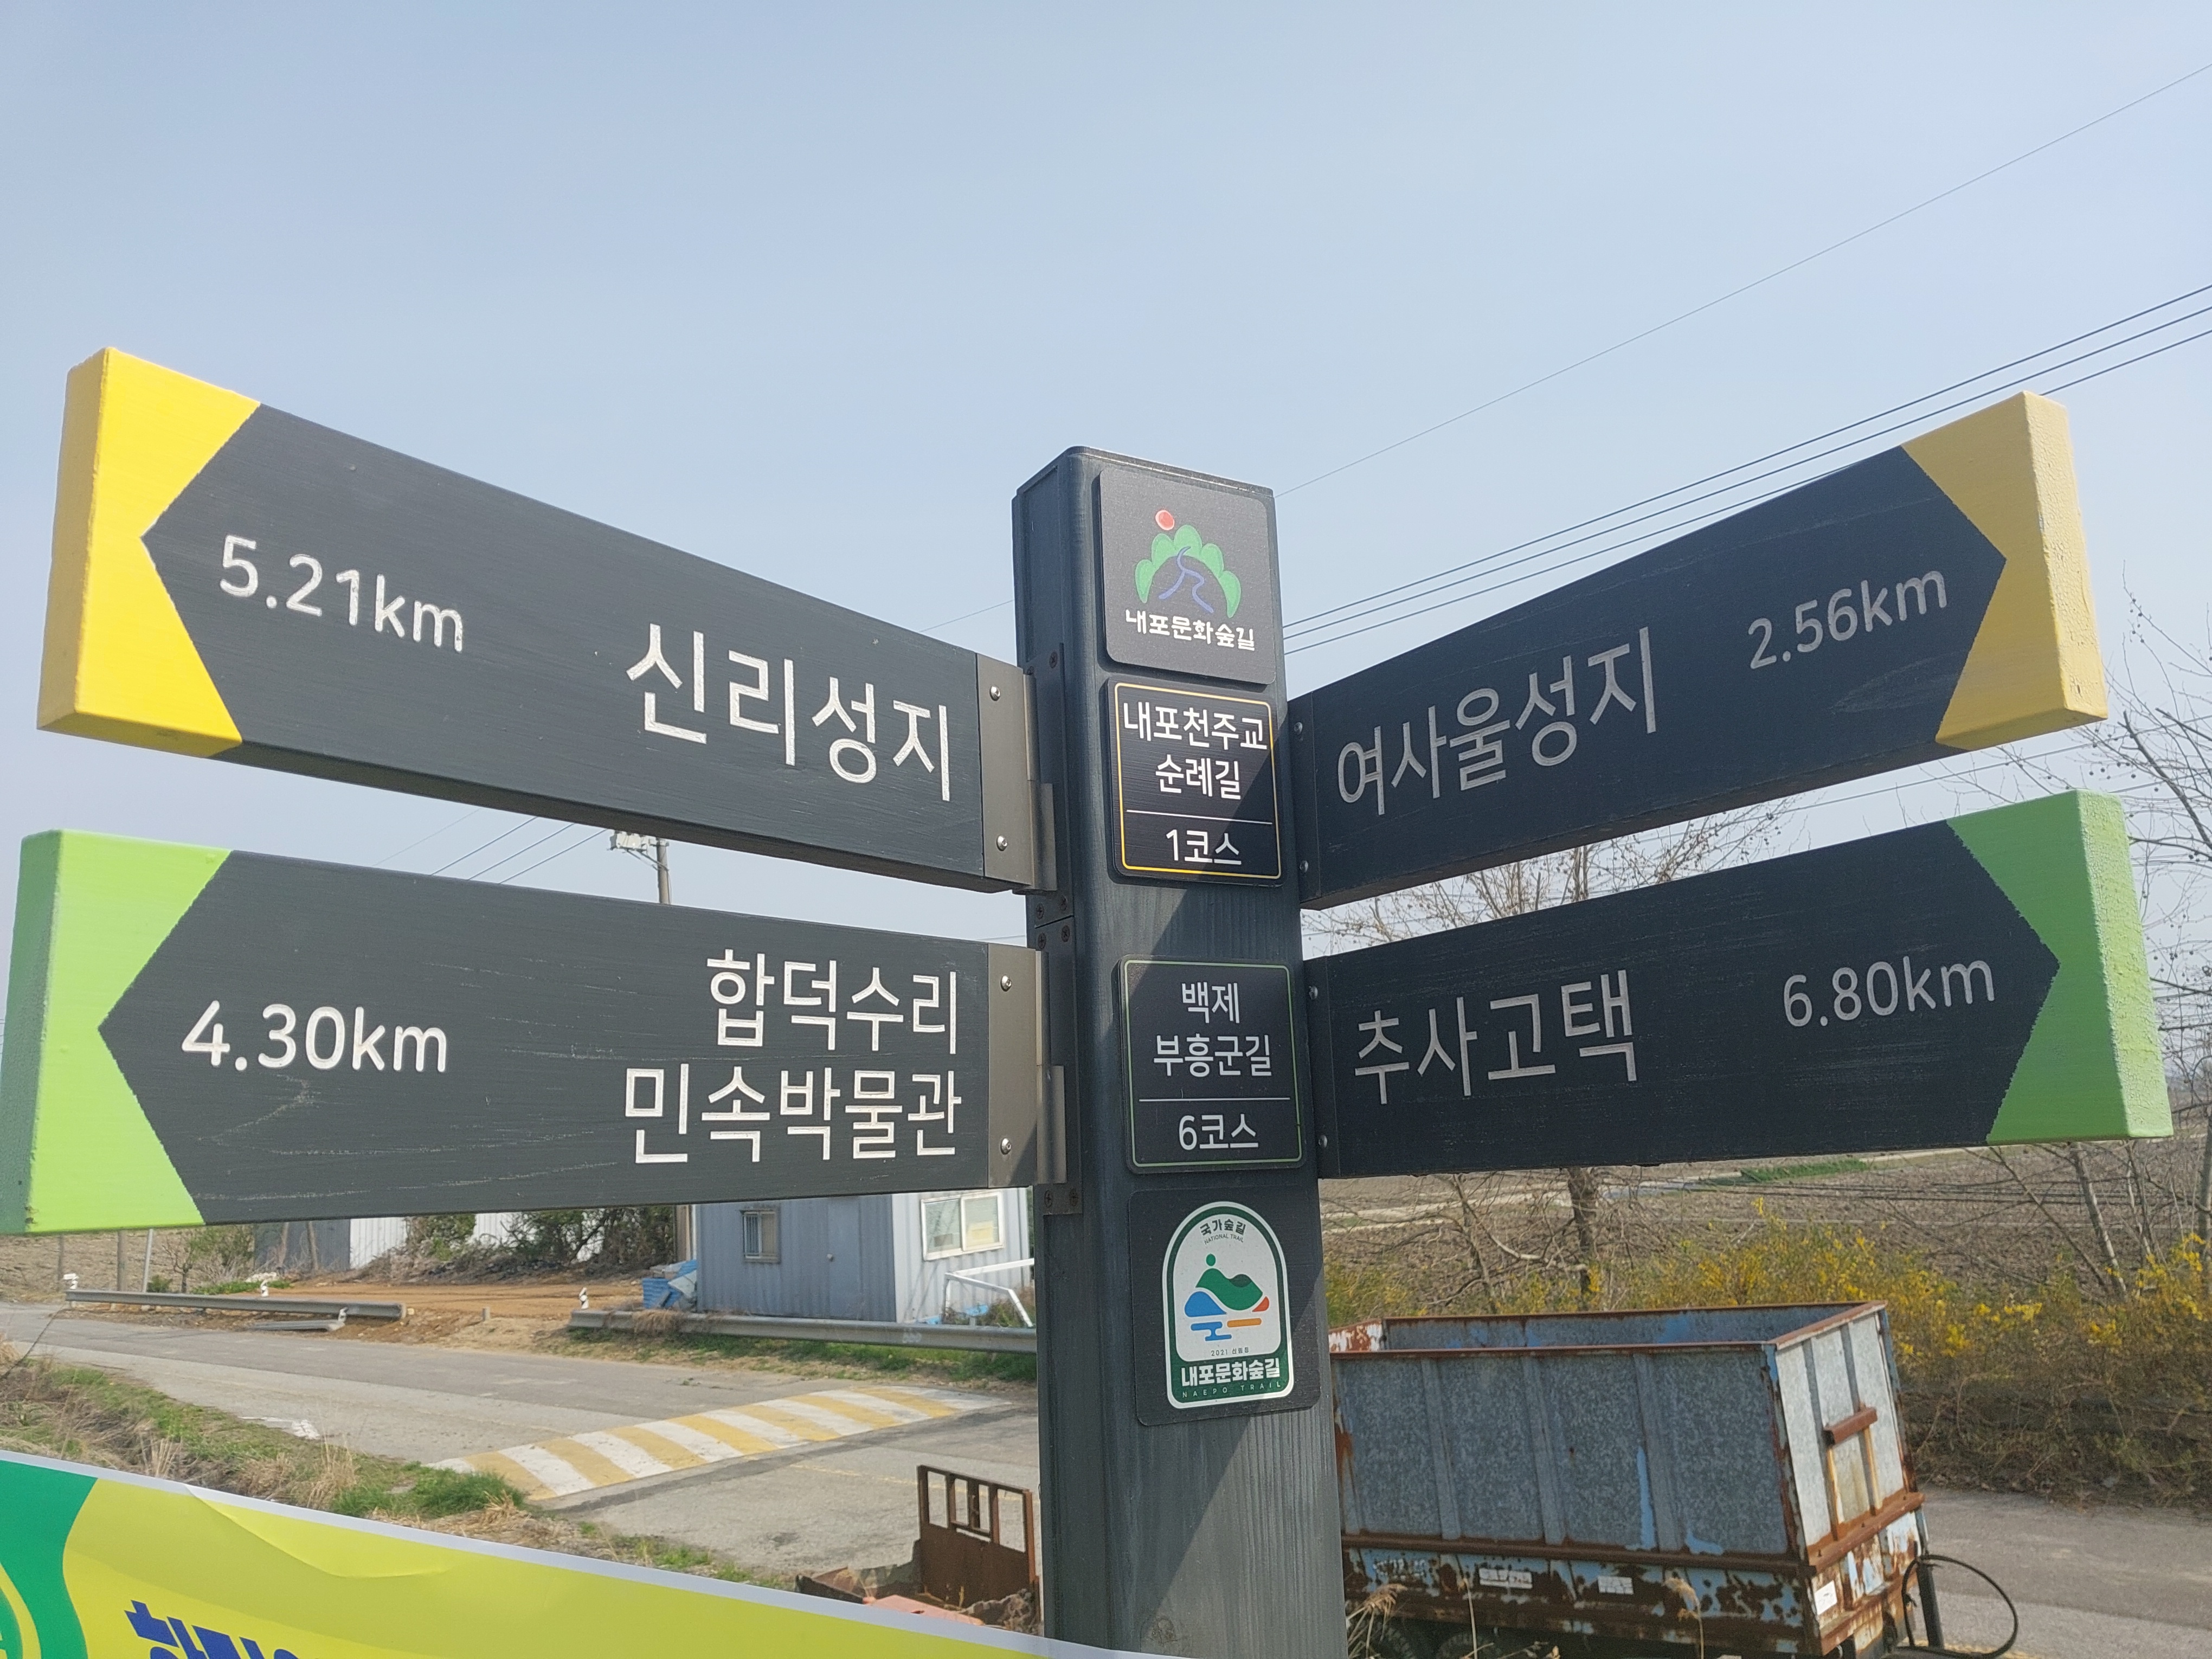 5.21km 신리성지
4.30km 합덕수리
민속박물관
내포문화숲길
내포천주교
순례길
1코스
백제
부흥군길
6코스
국가숲길
NATIONAL TRAIL
내포문화숲길
NAEPO TRAIL
여사울성지 2.56km
추사고택 6.80km